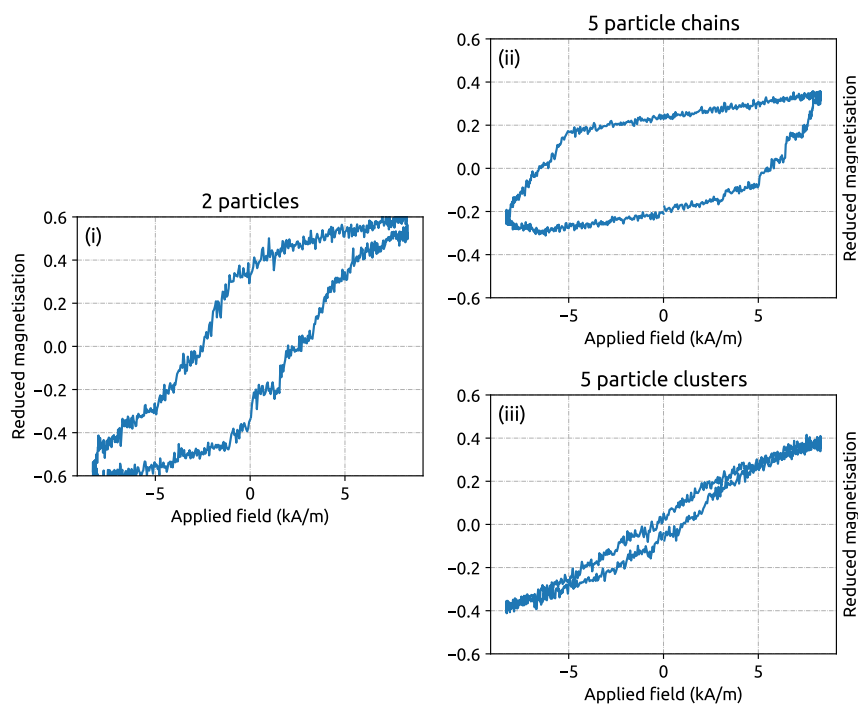 2 particles
(i)
0.6
0.4
0.2
0.0
−0.2
−0.4
−0.6
Reduced magnetisation
−5
0
5
Applied field (kA/m)
5 particle chains
(ii)
0.6
0.4
0.2
0.0
−0.2
−0.4
−0.6
Reduced magnetisation
−5
0
5
Applied field (kA/m)
5 particle clusters
(iii)
0.6
0.4
0.2
0.0
−0.2
−0.4
−0.6
Reduced magnetisation
−5
0
5
Applied field (kA/m)